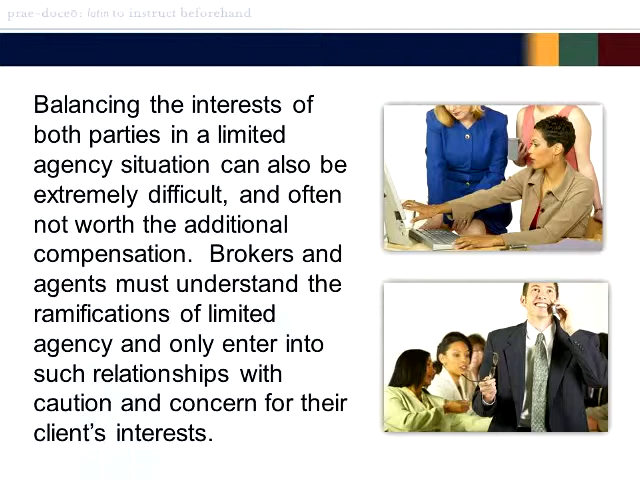 prae-doceō: latin to instruct beforehand
Balancing the interests of
both parties in a limited
agency situation can also be
extremely difficult, and often
not worth the additional
compensation.  Brokers and
agents must understand the
ramifications of limited
agency and only enter into
such relationships with
caution and concern for their
client’s interests.